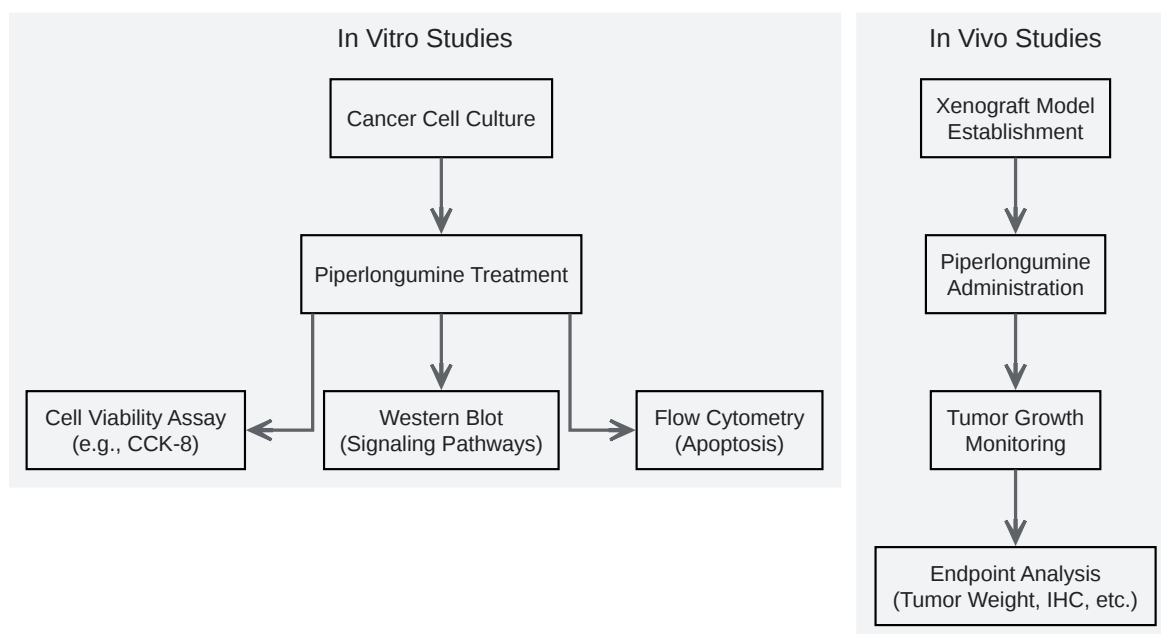 In Vitro Studies
Cancer Cell Culture
Piperlongumine Treatment
Cell Viability Assay
(e.g., CCK-8)
Western Blot
(Signaling Pathways)
Flow Cytometry
(Apoptosis)
In Vivo Studies
Xenograft Model
Establishment
Piperlongumine
Administration
Tumor Growth
Monitoring
Endpoint Analysis
(Tumor Weight, IHC, etc.)